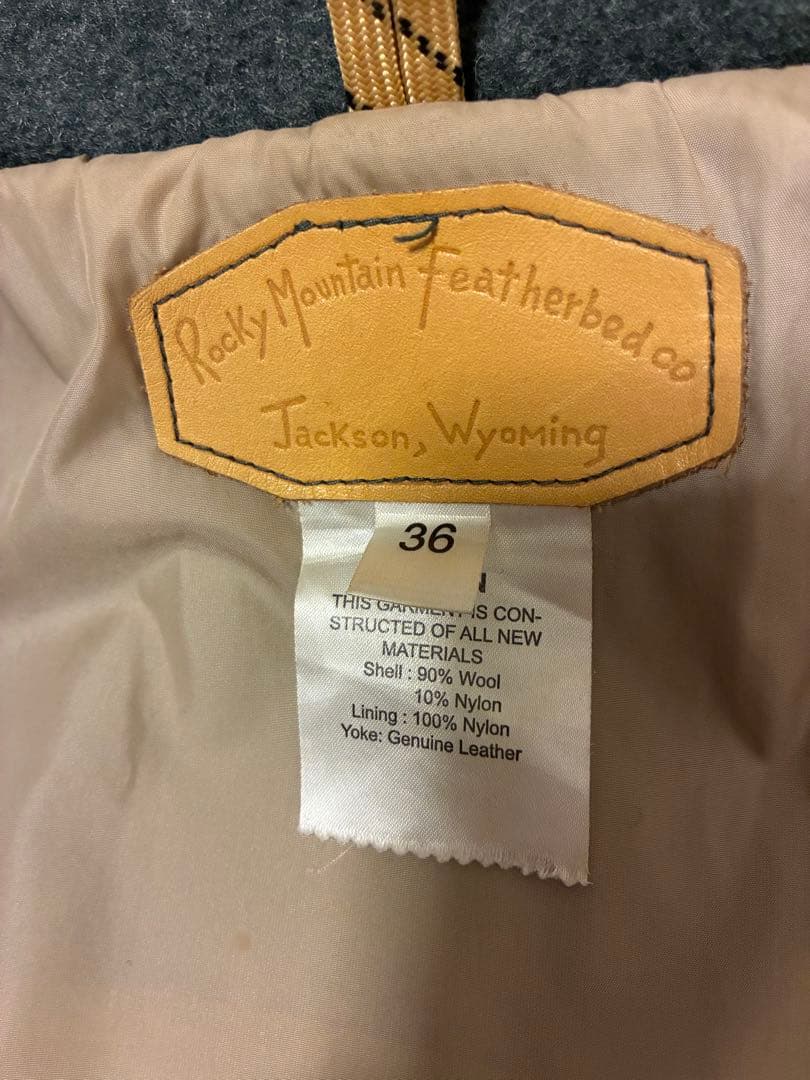 Rocky Mountain Featherbed co
Jackson, Wyoming
36
THIS GARMENT IS CON-
STRUCTED OF ALL NEW
MATERIALS
Shell : 90% Wool
10% Nylon
Lining : 100% Nylon
Yoke: Genuine Leather